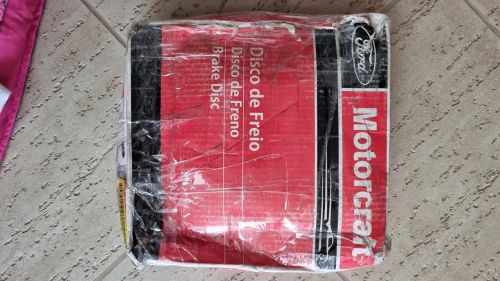 Ford
Motorcraft
Disco de Freio
Disco de Freno
Brake Disc